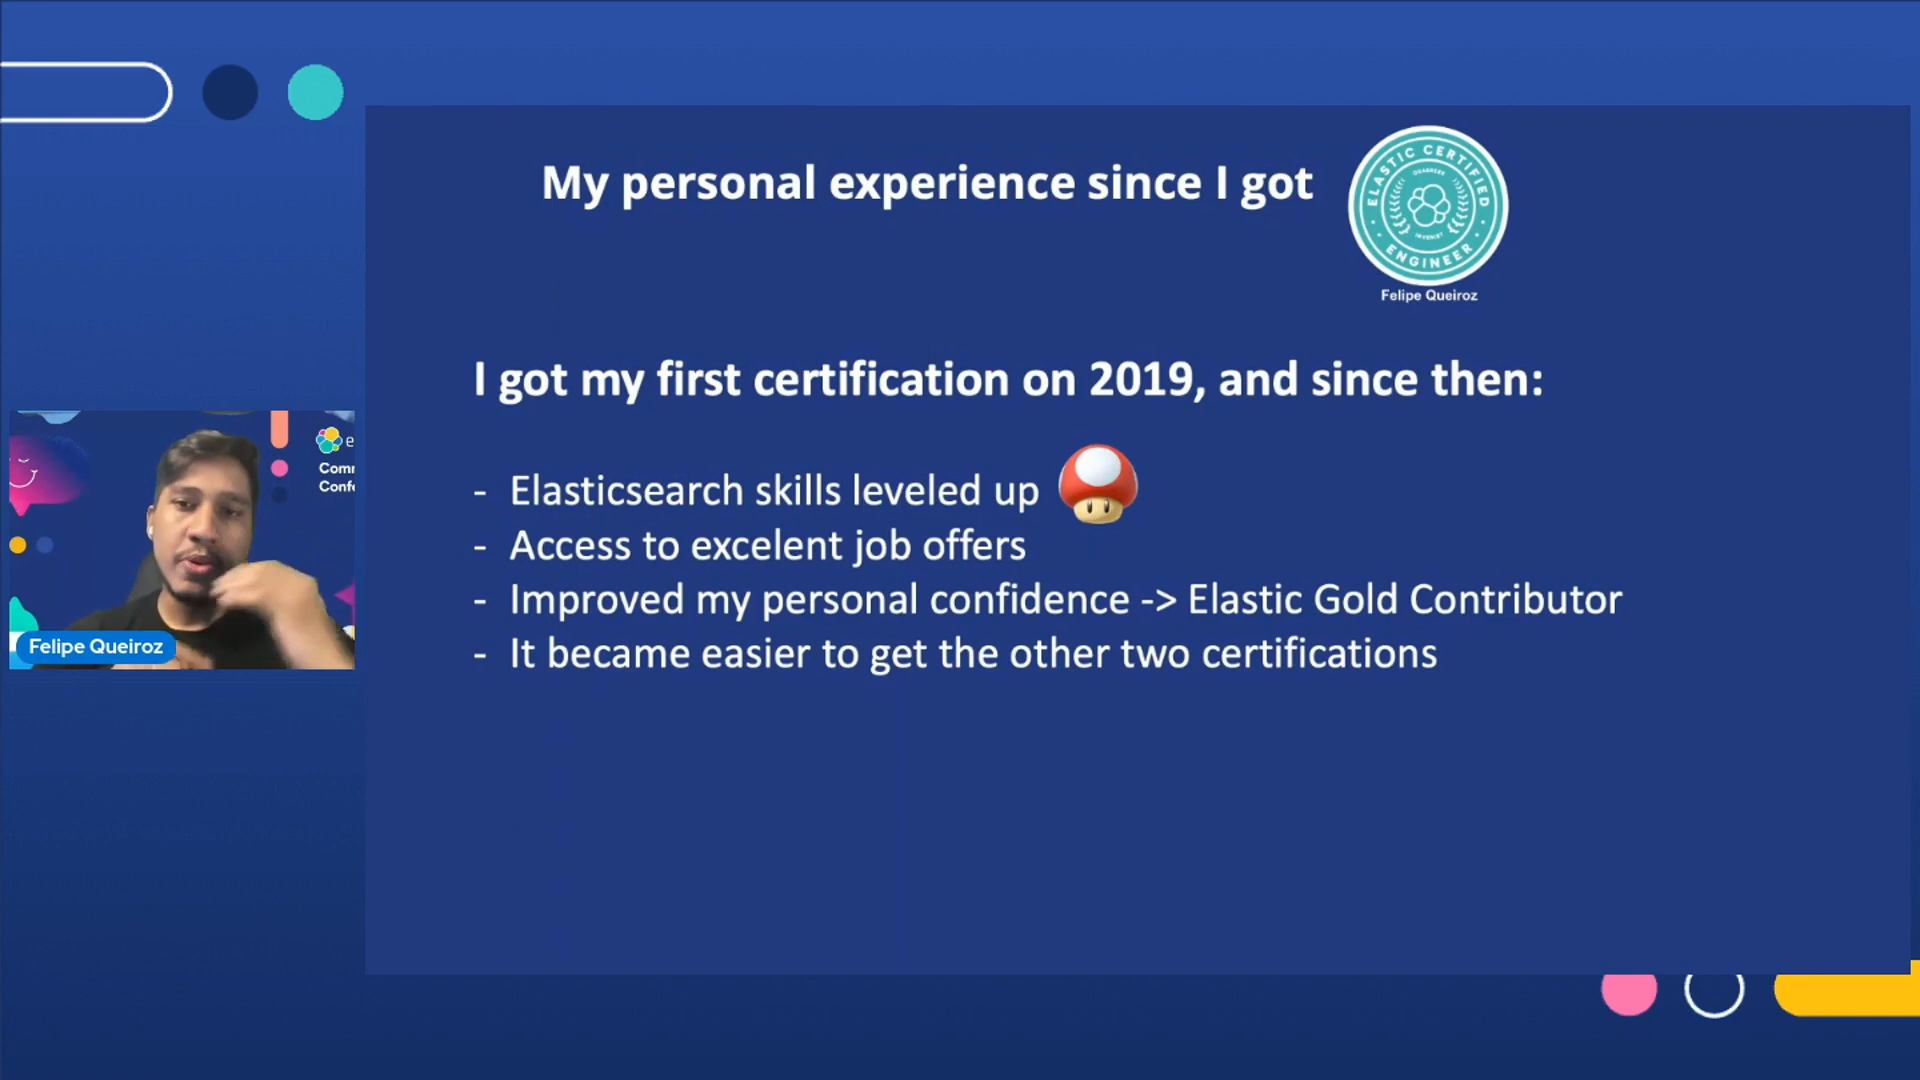 My personal experience since I got
ELASTIC CERTIFIED
ENGINEER
Felipe Queiroz
I got my first certification on 2019, and since then:
- Elasticsearch skills leveled up
- Access to excelent job offers
- Improved my personal confidence -> Elastic Gold Contributor
- It became easier to get the other two certifications
e
Comm
Confe
Felipe Queiroz